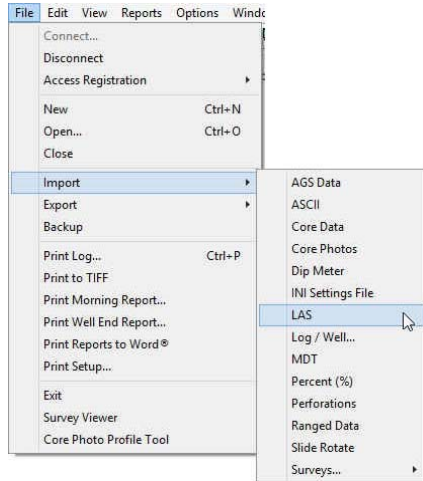 File Edit View Reports Options Windo
Connect...
Disconnect
Access Registration
New Ctrl+N
Open... Ctrl+O
Close
Import
Export
Backup
Print Log... Ctrl+P
Print to TIFF
Print Morning Report...
Print Well End Report...
Print Reports to Word®
Print Setup...
Exit
Survey Viewer
Core Photo Profile Tool
AGS Data
ASCII
Core Data
Core Photos
Dip Meter
INI Settings File
LAS
Log / Well...
MDT
Percent (%)
Perforations
Ranged Data
Slide Rotate
Surveys...